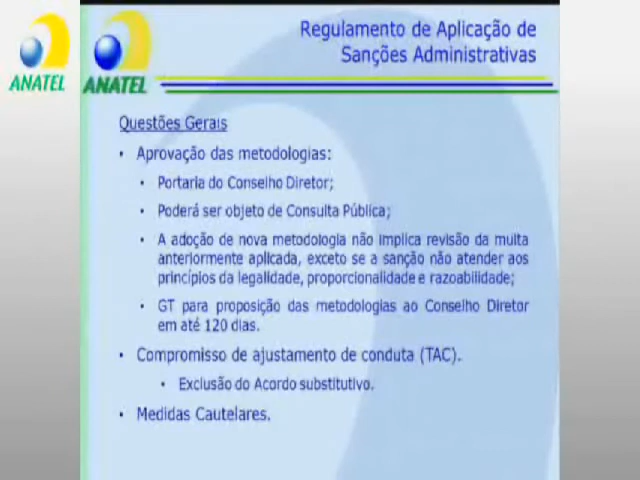 ANATEL
ANATEL
Regulamento de Aplicação de
Sanções Administrativas
Questões Gerais
• Aprovação das metodologias:
• Portaria do Conselho Diretor;
• Poderá ser objeto de Consulta Pública;
• A adoção de nova metodologia não implica revisão da multa
anteriormente aplicada, exceto se a sanção não atender aos
princípios da legalidade, proporcionalidade e razoabilidade;
• GT para proposição das metodologias ao Conselho Diretor
em até 120 dias.
• Compromisso de ajustamento de conduta (TAC).
• Exclusão do Acordo substitutivo.
• Medidas Cautelares.